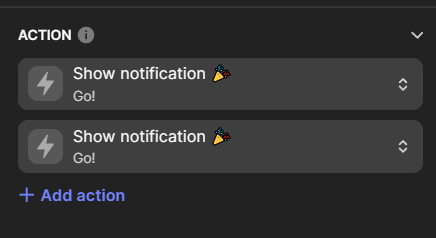 ACTION
Show notification 🎉
Go!
Show notification 🎉
Go!
+ Add action